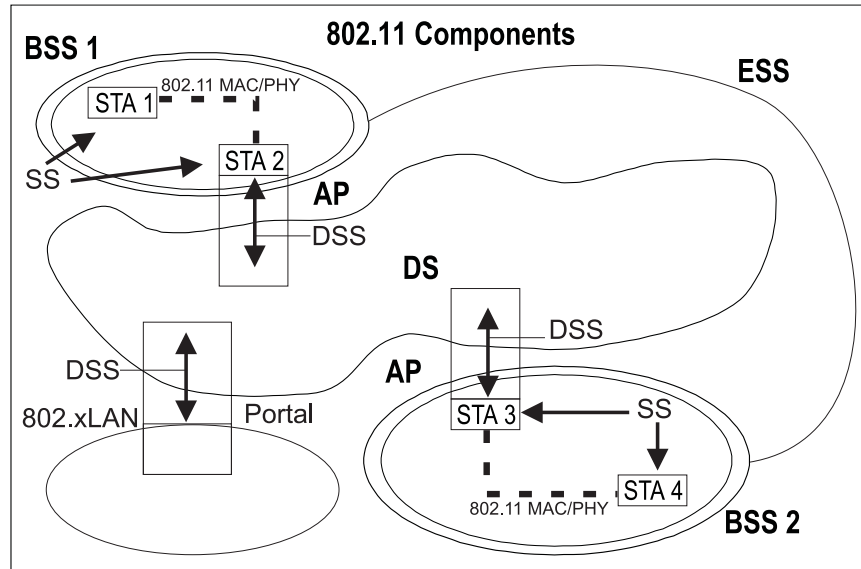 802.11 Components
BSS 1
ESS
802.11 MAC/PHY
STA 1
STA 2
SS
AP
DSS
DS
DSS
DSS
AP
802.xLAN
Portal
STA 3
SS
STA 4
802.11 MAC/PHY
BSS 2